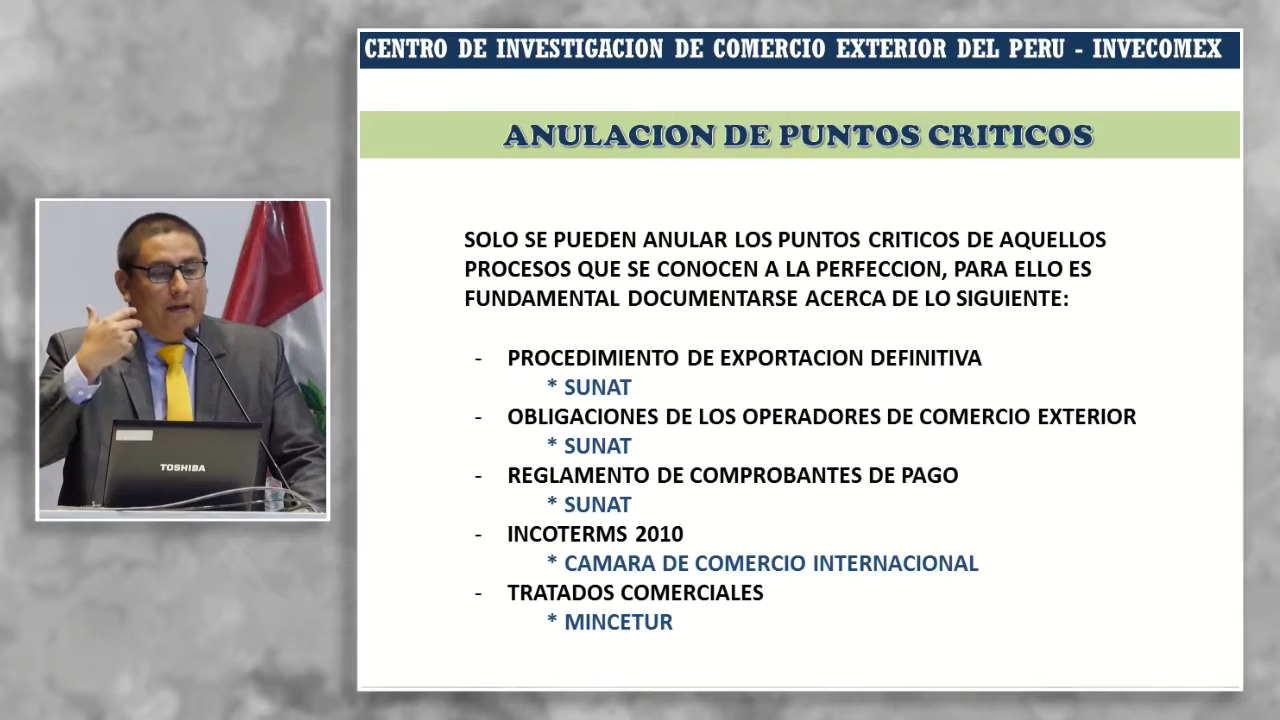 CENTRO DE INVESTIGACION DE COMERCIO EXTERIOR DEL PERU - INVECOMEX
ANULACION DE PUNTOS CRITICOS
SOLO SE PUEDEN ANULAR LOS PUNTOS CRITICOS DE AQUELLOS
PROCESOS QUE SE CONOCEN A LA PERFECCION, PARA ELLO ES
FUNDAMENTAL DOCUMENTARSE ACERCA DE LO SIGUIENTE:
- PROCEDIMIENTO DE EXPORTACION DEFINITIVA
* SUNAT
- OBLIGACIONES DE LOS OPERADORES DE COMERCIO EXTERIOR
* SUNAT
- REGLAMENTO DE COMPROBANTES DE PAGO
* SUNAT
- INCOTERMS 2010
* CAMARA DE COMERCIO INTERNACIONAL
- TRATADOS COMERCIALES
* MINCETUR
TOSHIBA